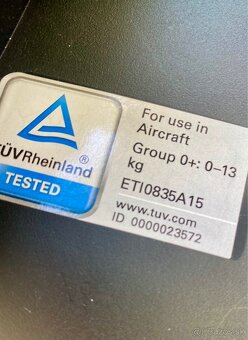 TÜVRheinland®
TESTED
For use in
Aircraft
Group 0+: 0–13
kg
ETI0835A15
www.tuv.com
ID 0000023572